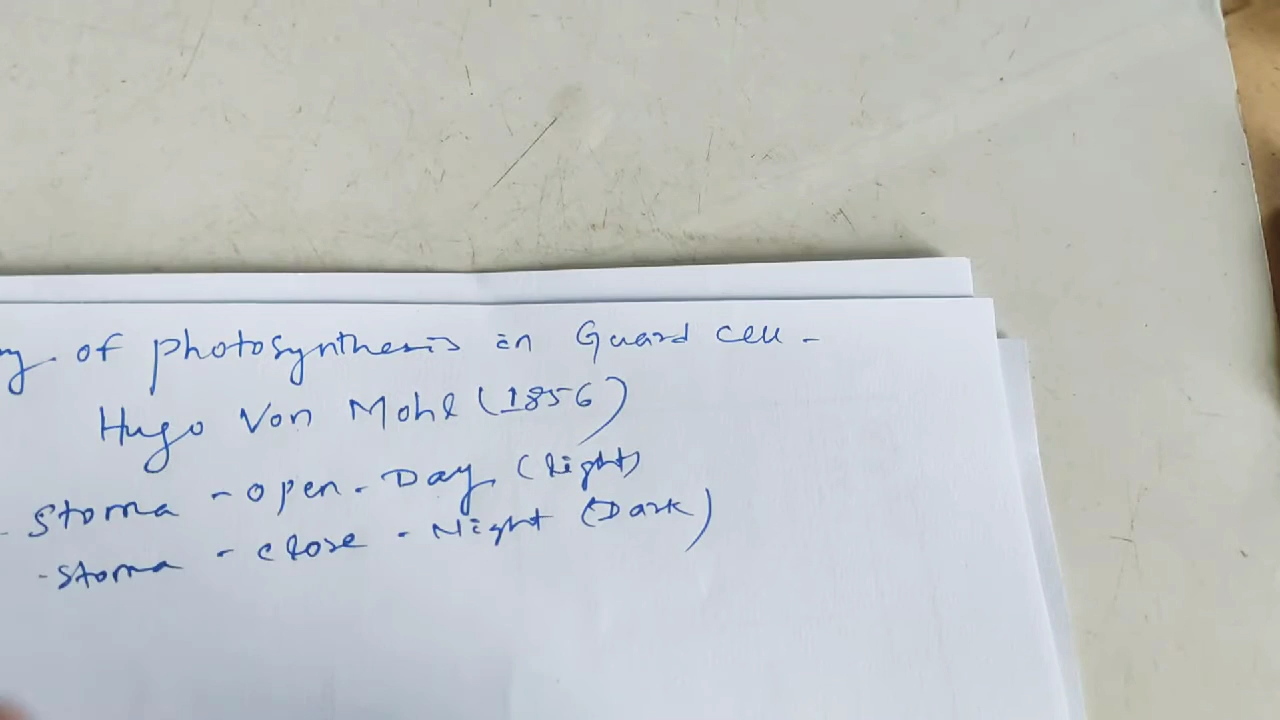 of photosynthesis in Guard cell -
Hugo Von Mohl (1856)
- Stoma - open - Day (light)
- Stoma - close - Night (Dark)